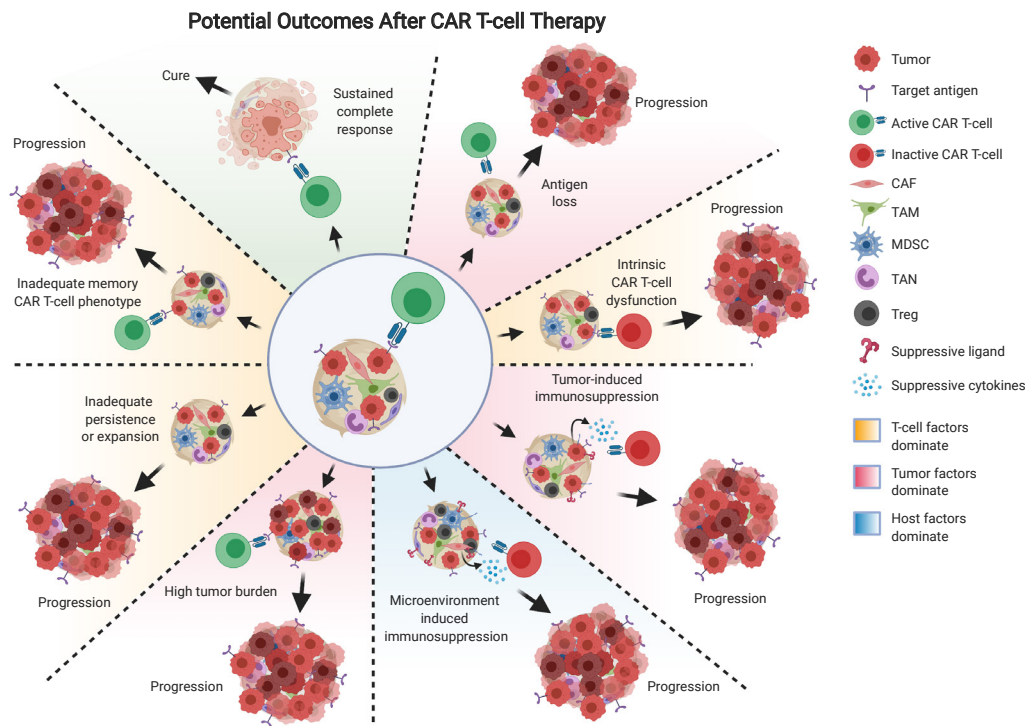 Potential Outcomes After CAR T-cell Therapy
Cure
Sustained
complete
response
Progression
Antigen
loss
Progression
Inadequate memory
CAR T-cell phenotype
Progression
Intrinsic
CAR T-cell
dysfunction
Inadequate
persistence
or expansion
Progression
Tumor-induced
immunosuppression
Progression
High tumor burden
Progression
Microenvironment
induced
immunosuppression
Progression
Tumor
Target antigen
Active CAR T-cell
Inactive CAR T-cell
CAF
TAM
MDSC
TAN
Treg
Suppressive ligand
Suppressive cytokines
T-cell factors
dominate
Tumor factors
dominate
Host factors
dominate